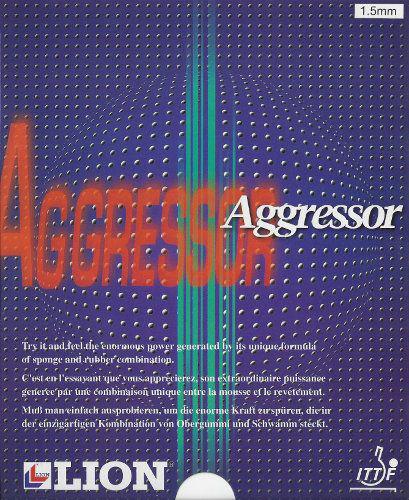 1.5mm
AGGRESSOR
Aggressor
Try it and feel the enormous power generated by its unique formula
of sponge and rubber combination.
C'est en l'essayant que vous apprécierez, son extraordinaire puissance
generée par une combinaison unique entre la mousse et le revetement.
Muß man einfach ausprobieren, um die enorme Kraft zu spüren, die in
der einzigartigen Kombination von Obergummi und Schwamm steckt.
LION
LION®
ITTF